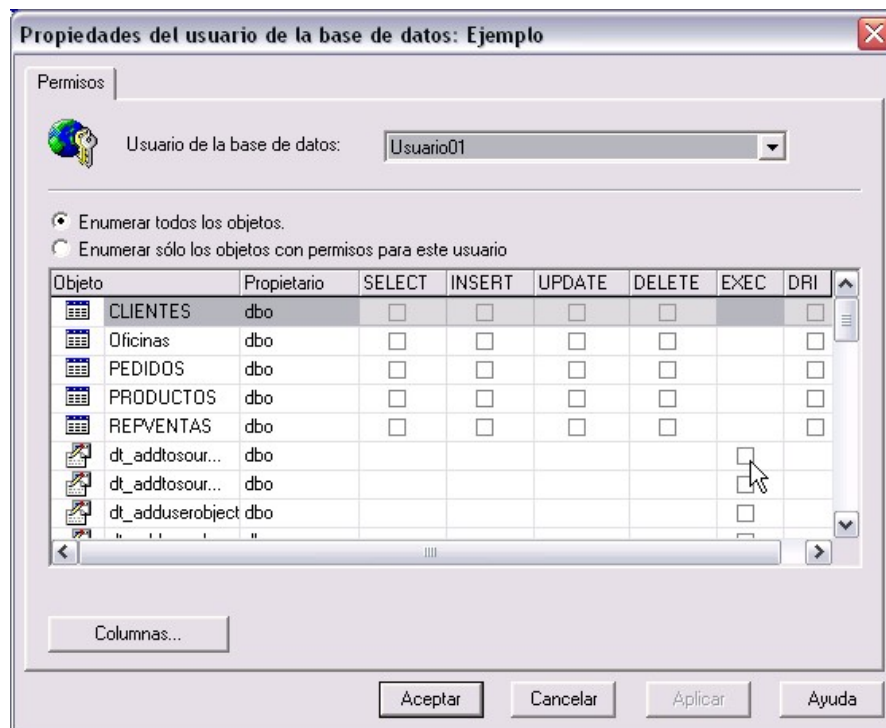 Propiedades del usuario de la base de datos: Ejemplo
Permisos
Usuario de la base de datos: Usuario01
Enumerar todos los objetos.
Enumerar sólo los objetos con permisos para este usuario
Objeto Propietario SELECT INSERT UPDATE DELETE EXEC DRI
CLIENTES dbo
Oficinas dbo
PEDIDOS dbo
PRODUCTOS dbo
REPVENTAS dbo
dt_addtosour... dbo
dt_addtosour... dbo
dt_adduserobject dbo
Columnas...
Aceptar Cancelar Aplicar Ayuda